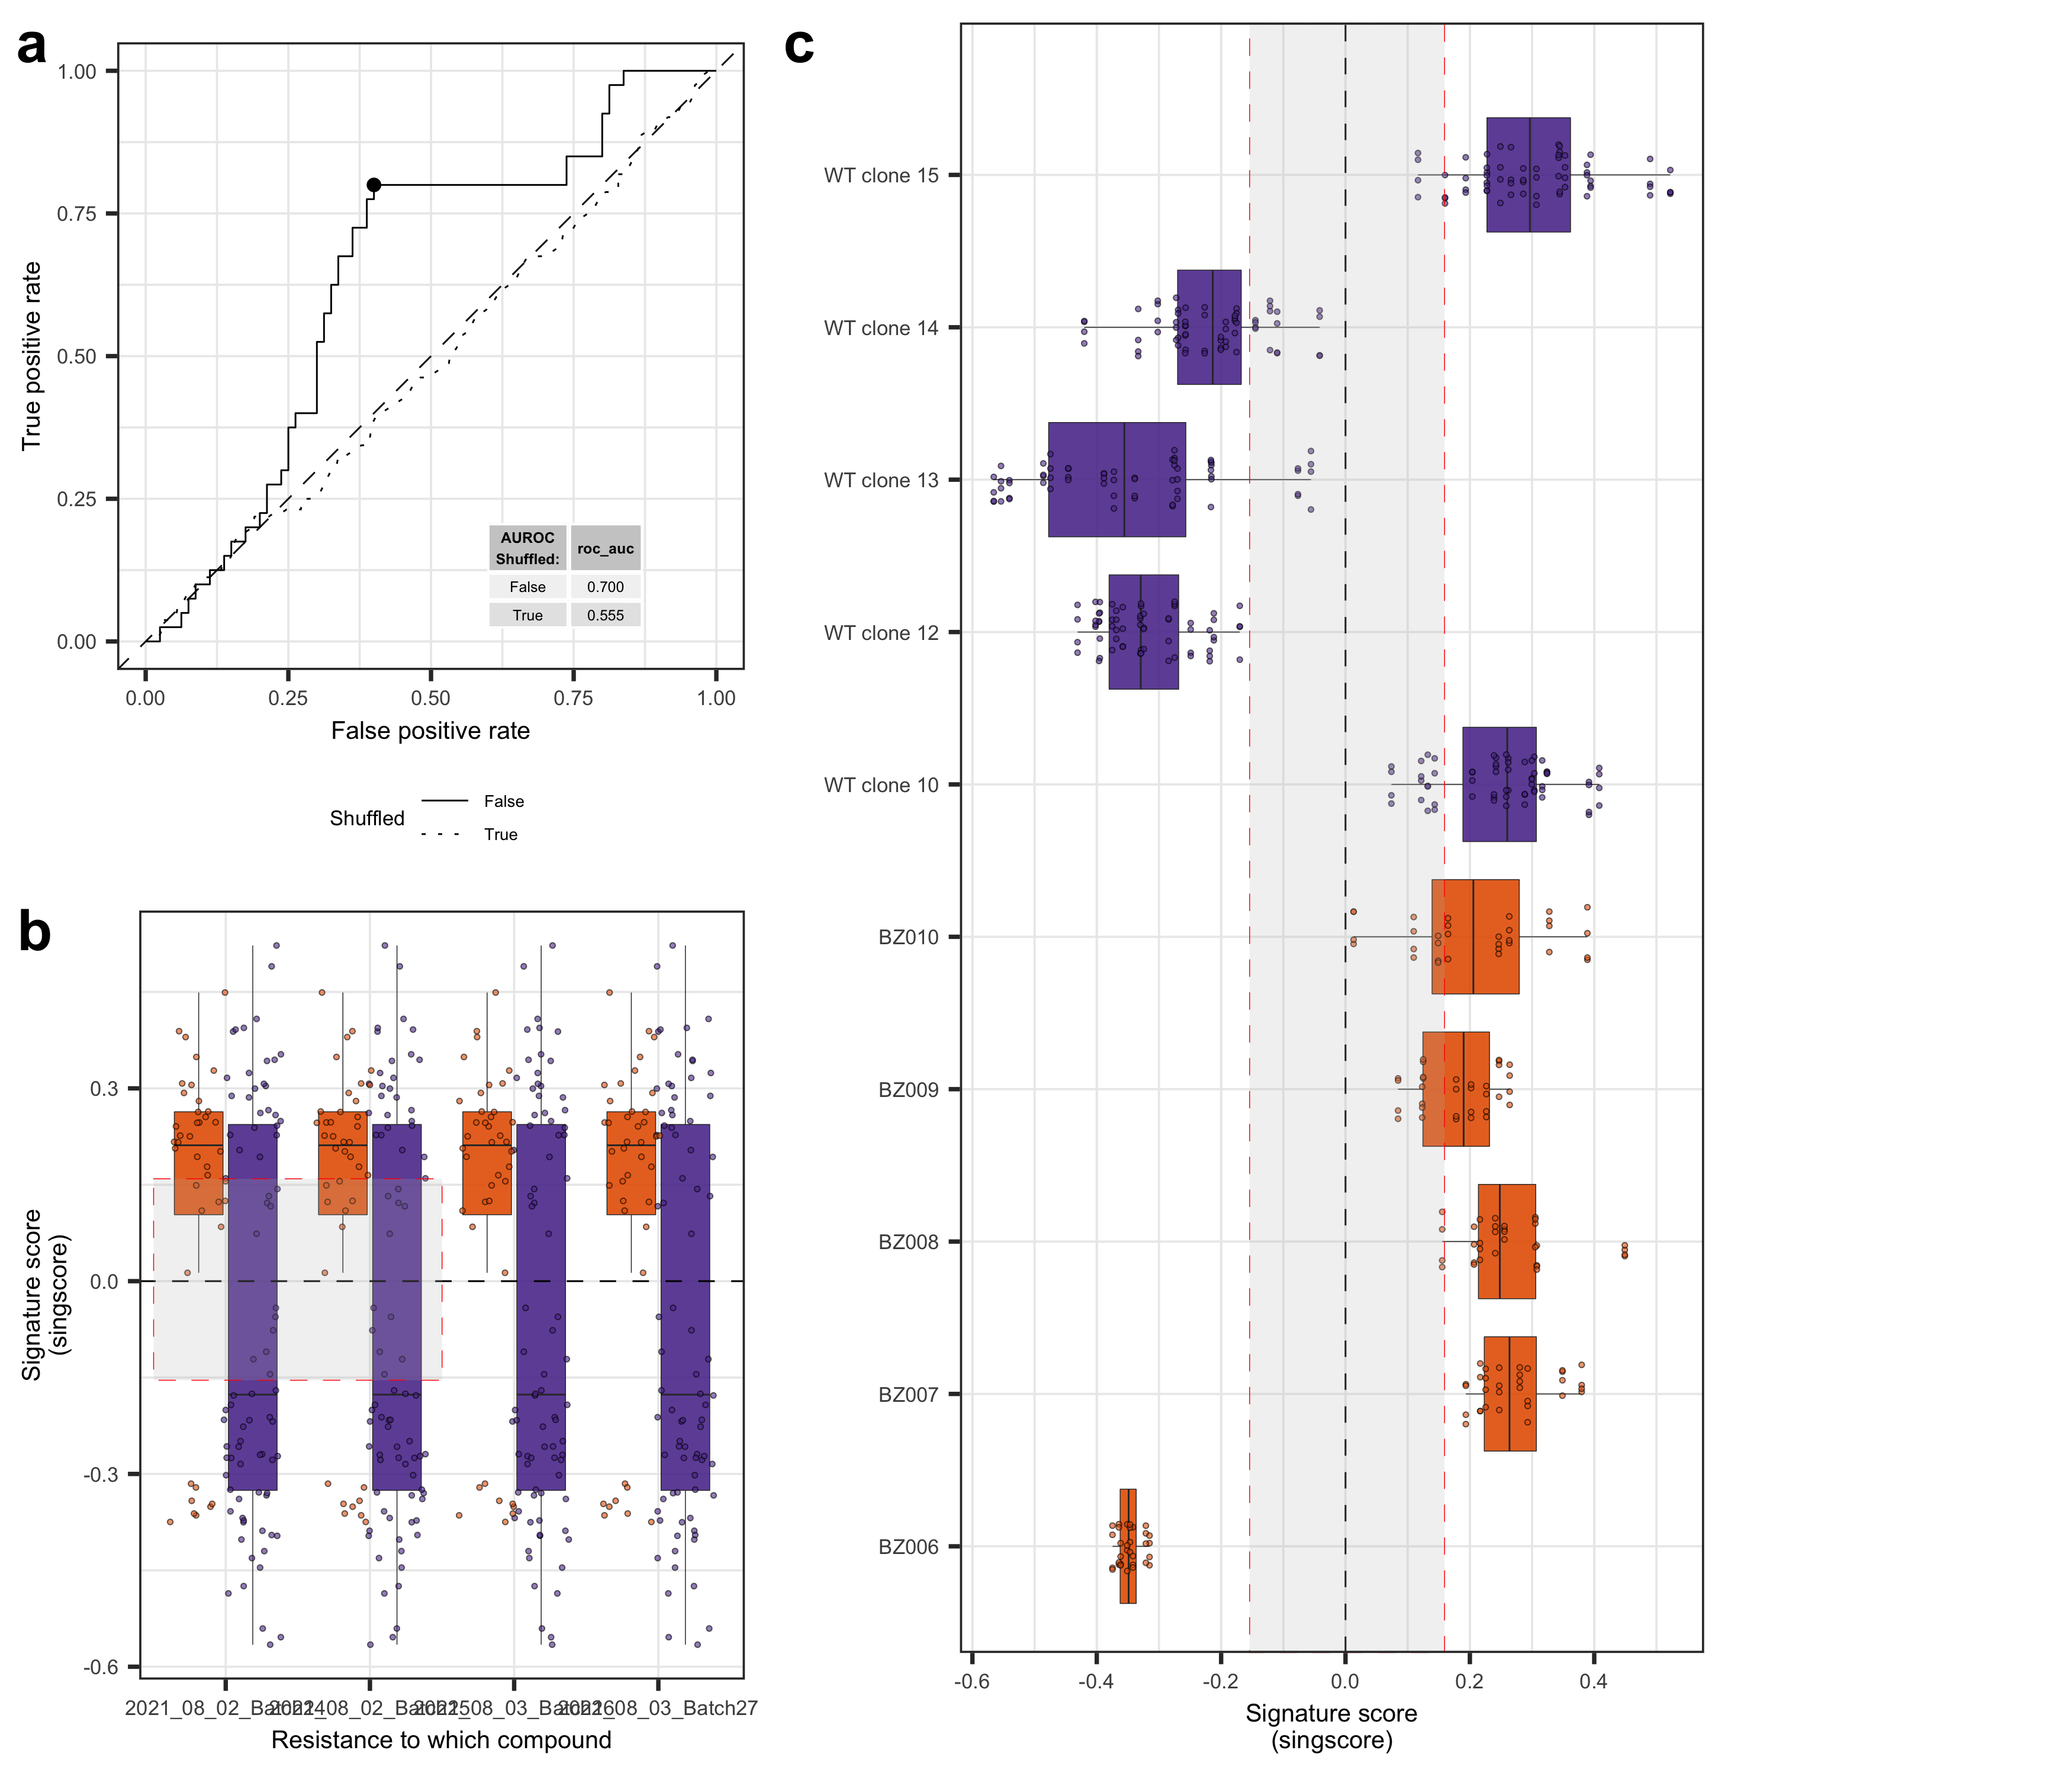 a
1.00
0.75
0.50
0.25
0.00
True positive rate
AUROC Shuffled:
roc_auc
False
0.700
True
0.555
0.00
0.25
0.50
0.75
1.00
False positive rate
Shuffled
False
True
b
0.3
0.0
-0.3
-0.6
Signature score
(singscore)
2021_08_02_Batch24
2021_08_02_Batch25
2021_08_03_Batch26
2021_08_03_Batch27
Resistance to which compound
c
WT clone 15
WT clone 14
WT clone 13
WT clone 12
WT clone 10
BZ010
BZ009
BZ008
BZ007
BZ006
-0.6
-0.4
-0.2
0.0
0.2
0.4
Signature score
(singscore)